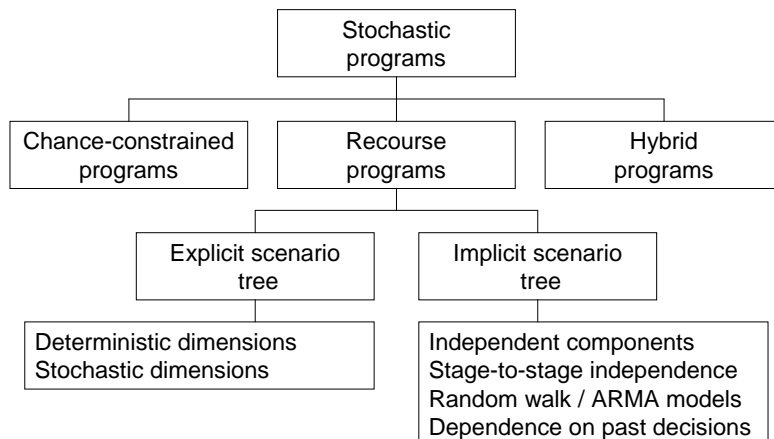 Stochastic
programs
Chance-constrained
programs
Recourse
programs
Hybrid
programs
Explicit scenario
tree
Implicit scenario
tree
Deterministic dimensions
Stochastic dimensions
Independent components
Stage-to-stage independence
Random walk / ARMA models
Dependence on past decisions